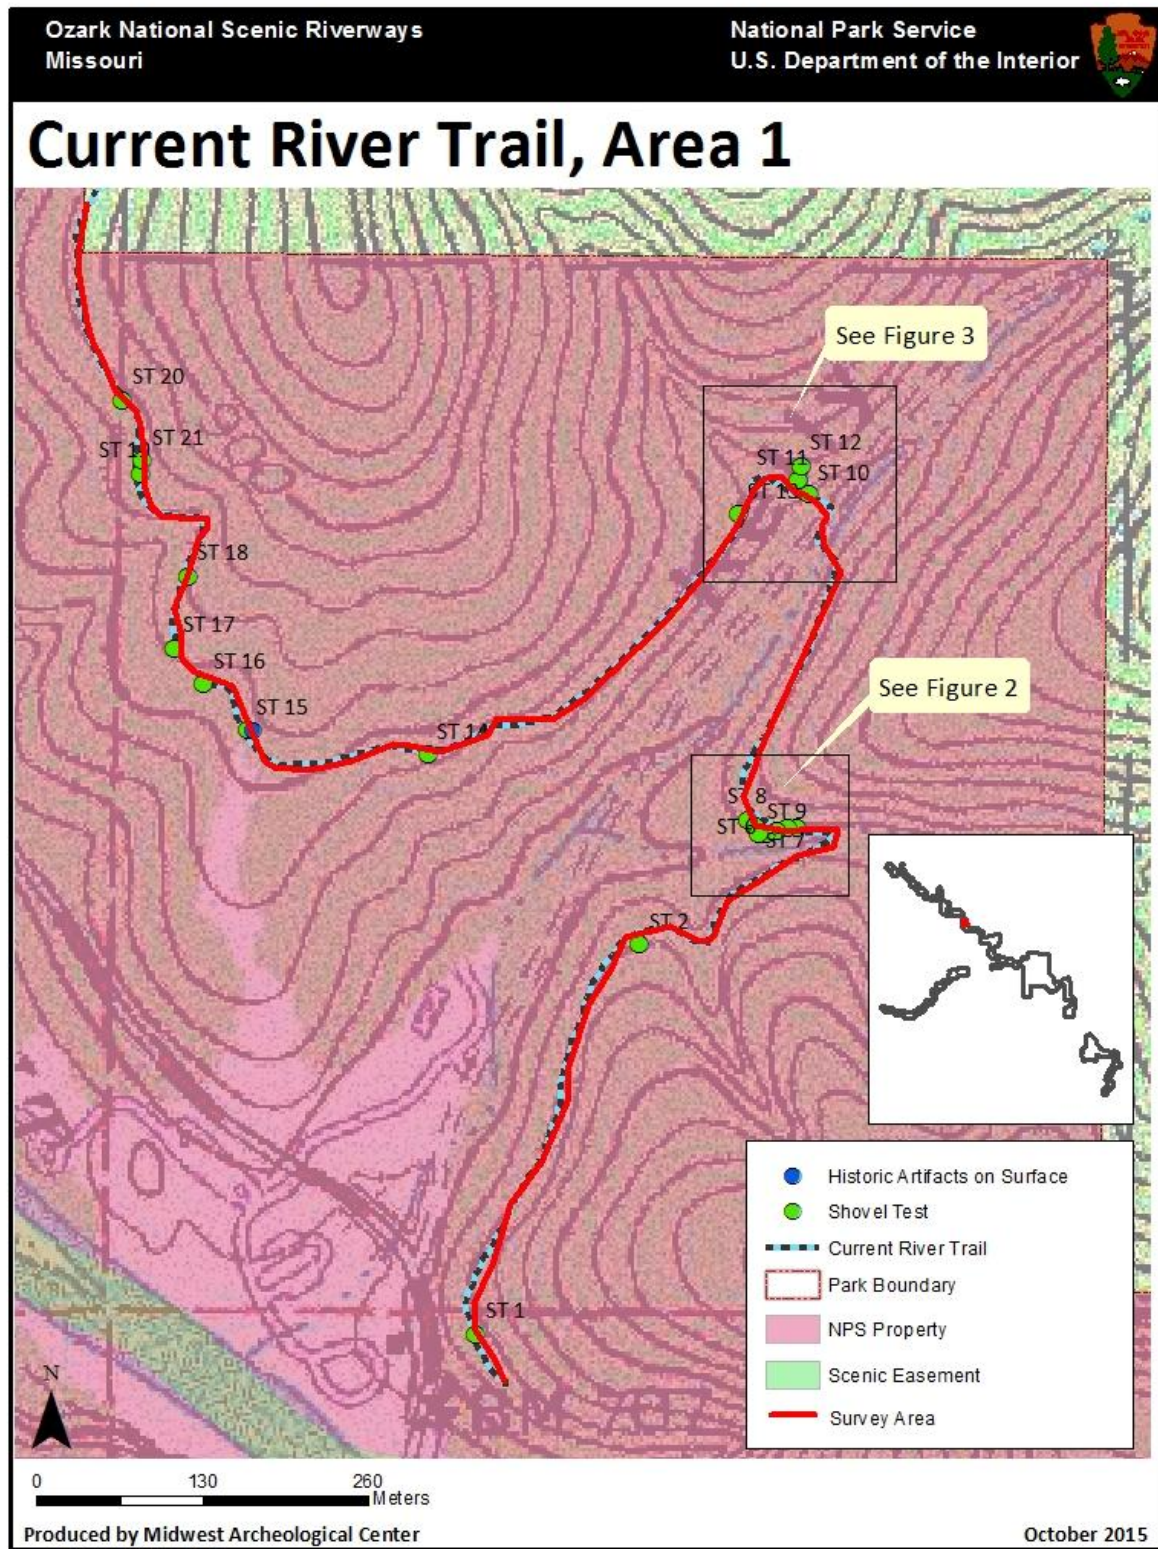 Ozark National Scenic Riverways
Missouri
National Park Service
U.S. Department of the Interior
Current River Trail, Area 1
See Figure 3
ST 20
ST 21
ST 12
ST 11
ST 10
ST 18
ST 17
ST 16
See Figure 2
ST 15
ST 14
ST 8
ST 9
ST 6
ST 7
ST 2
ST 1
Historic Artifacts on Surface
Shovel Test
Current River Trail
Park Boundary
NPS Property
Scenic Easement
Survey Area
N
0 130 260
Meters
Produced by Midwest Archeological Center
October 2015